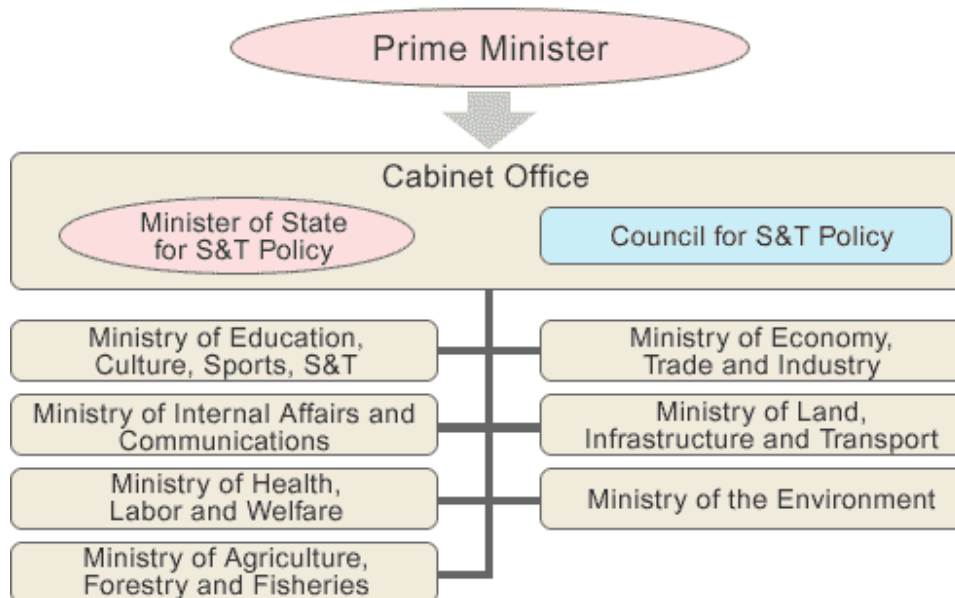 Prime Minister
Cabinet Office
Minister of State
for S&T Policy
Council for S&T Policy
Ministry of Education,
Culture, Sports, S&T
Ministry of Economy,
Trade and Industry
Ministry of Internal Affairs and
Communications
Ministry of Land,
Infrastructure and Transport
Ministry of Health,
Labor and Welfare
Ministry of the Environment
Ministry of Agriculture,
Forestry and Fisheries